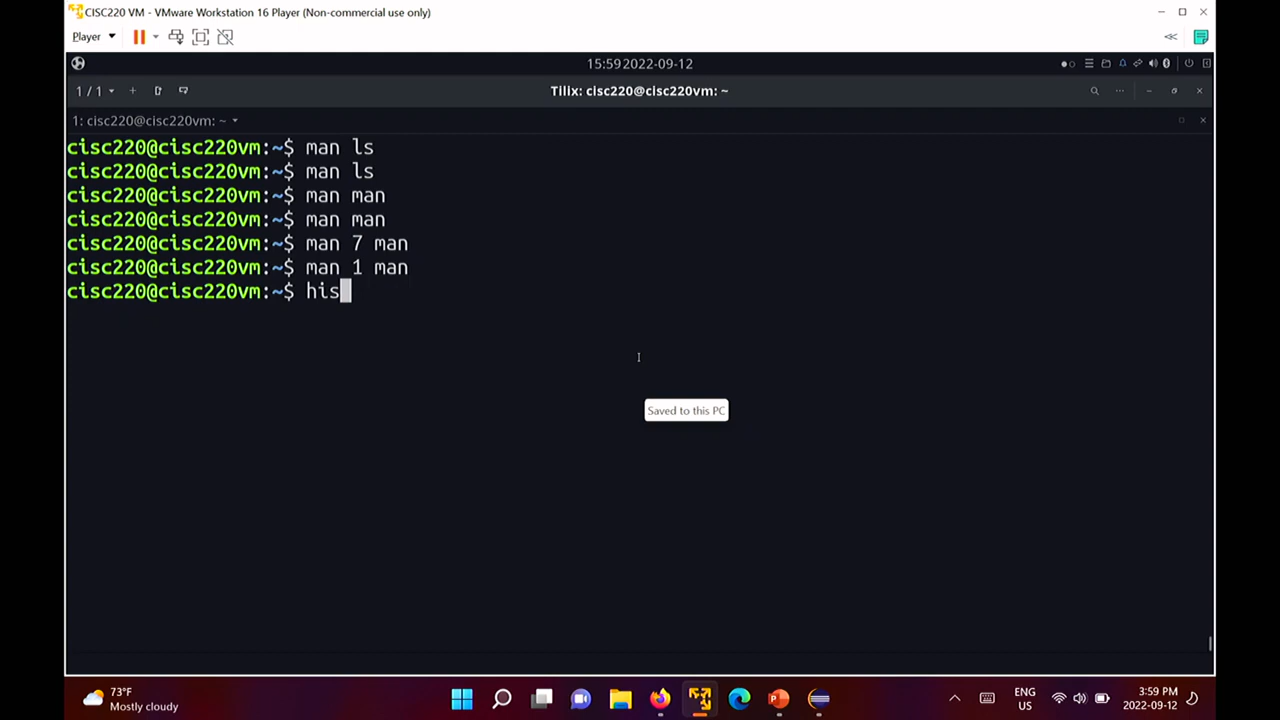 CISC220 VM - VMware Workstation 16 Player (Non-commercial use only)
Player
15:59 2022-09-12
1 / 1
Tilix: cisc220@cisc220vm: ~
1: cisc220@cisc220vm: ~
cisc220@cisc220vm:~$ man ls
cisc220@cisc220vm:~$ man ls
cisc220@cisc220vm:~$ man man
cisc220@cisc220vm:~$ man man
cisc220@cisc220vm:~$ man 7 man
cisc220@cisc220vm:~$ man 1 man
cisc220@cisc220vm:~$ his
Saved to this PC
73°F
Mostly cloudy
ENG
US
3:59 PM
2022-09-12